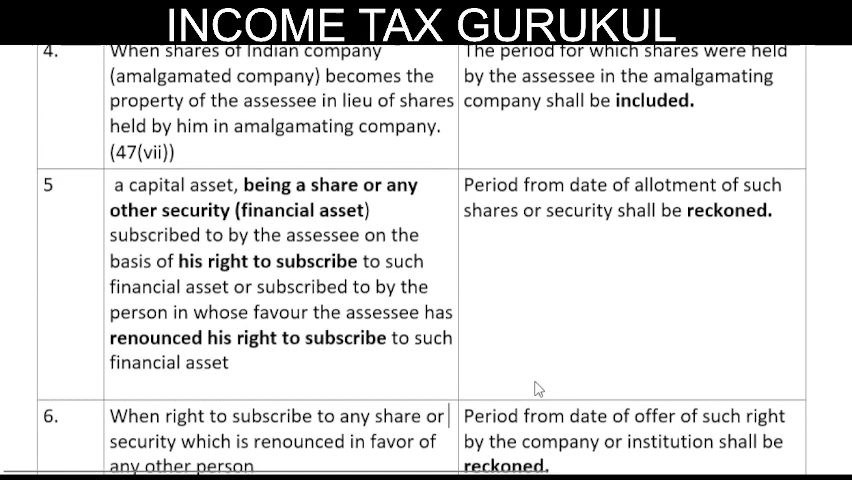 INCOME TAX GURUKUL
4.
When shares of Indian company
(amalgamated company) becomes the
property of the assessee in lieu of shares
held by him in amalgamating company.
(47(vii))
The period for which shares were held
by the assessee in the amalgamating
company shall be included.
5
a capital asset, being a share or any
other security (financial asset)
subscribed to by the assessee on the
basis of his right to subscribe to such
financial asset or subscribed to by the
person in whose favour the assessee has
renounced his right to subscribe to such
financial asset
Period from date of allotment of such
shares or security shall be reckoned.
6.
When right to subscribe to any share or
security which is renounced in favor of
any other person
Period from date of offer of such right
by the company or institution shall be
reckoned.